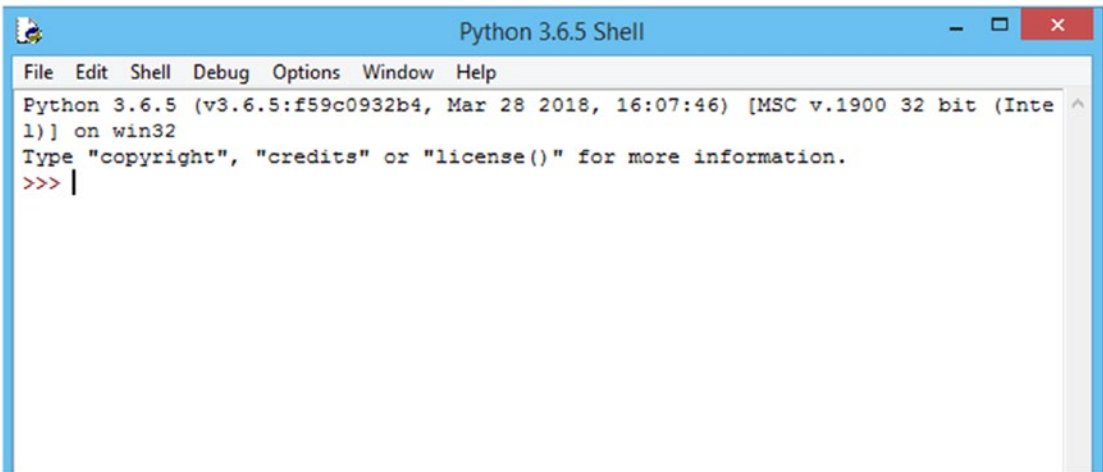 Python 3.6.5 Shell
File Edit Shell Debug Options Window Help
Python 3.6.5 (v3.6.5:f59c0932b4, Mar 28 2018, 16:07:46) [MSC v.1900 32 bit (Inte
l)] on win32
Type "copyright", "credits" or "license()" for more information.
>>>